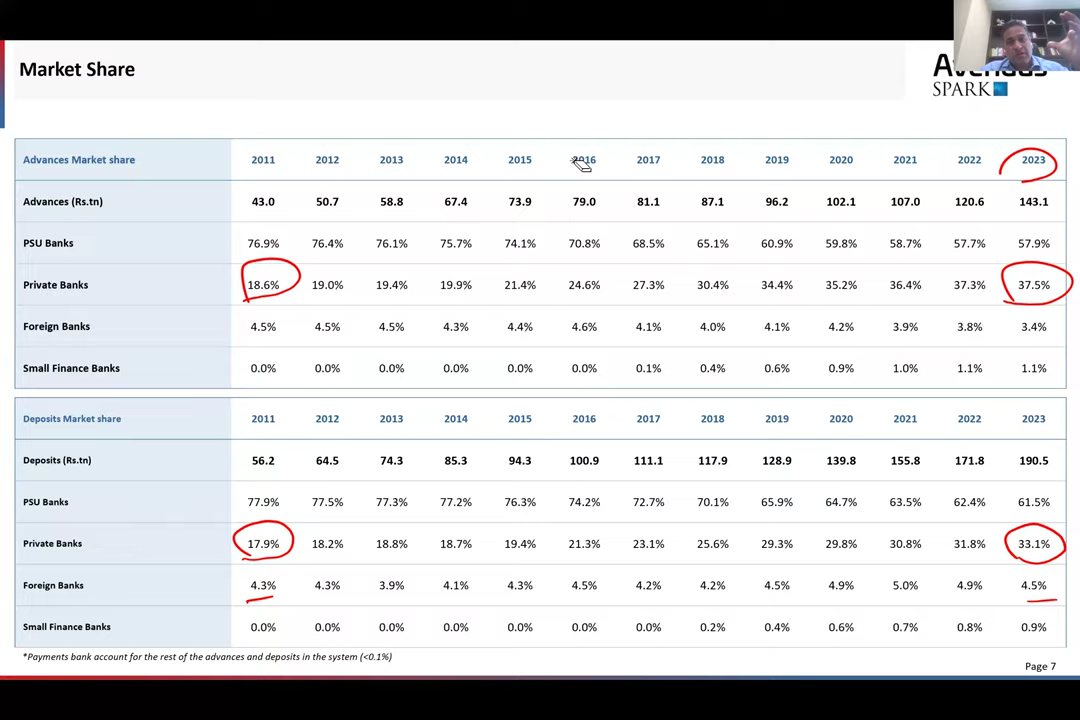 Market Share
SPARK
Advances Market share 2011 2012 2013 2014 2015 2016 2017 2018 2019 2020 2021 2022 2023
Advances (Rs.tn) 43.0 50.7 58.8 67.4 73.9 79.0 81.1 87.1 96.2 102.1 107.0 120.6 143.1
PSU Banks 76.9% 76.4% 76.1% 75.7% 74.1% 70.8% 68.5% 65.1% 60.9% 59.8% 58.7% 57.7% 57.9%
Private Banks 18.6% 19.0% 19.4% 19.9% 21.4% 24.6% 27.3% 30.4% 34.4% 35.2% 36.4% 37.3% 37.5%
Foreign Banks 4.5% 4.5% 4.5% 4.3% 4.4% 4.6% 4.1% 4.0% 4.1% 4.2% 3.9% 3.8% 3.4%
Small Finance Banks 0.0% 0.0% 0.0% 0.0% 0.0% 0.0% 0.1% 0.4% 0.6% 0.9% 1.0% 1.1% 1.1%
Deposits Market share 2011 2012 2013 2014 2015 2016 2017 2018 2019 2020 2021 2022 2023
Deposits (Rs.tn) 56.2 64.5 74.3 85.3 94.3 100.9 111.1 117.9 128.9 139.8 155.8 171.8 190.5
PSU Banks 77.9% 77.5% 77.3% 77.2% 76.3% 74.2% 72.7% 70.1% 65.9% 64.7% 63.5% 62.4% 61.5%
Private Banks 17.9% 18.2% 18.8% 18.7% 19.4% 21.3% 23.1% 25.6% 29.3% 29.8% 30.8% 31.8% 33.1%
Foreign Banks 4.3% 4.3% 3.9% 4.1% 4.3% 4.5% 4.2% 4.2% 4.5% 4.9% 5.0% 4.9% 4.5%
Small Finance Banks 0.0% 0.0% 0.0% 0.0% 0.0% 0.0% 0.0% 0.2% 0.4% 0.6% 0.7% 0.8% 0.9%
*Payments bank account for the rest of the advances and deposits in the system (<0.1%)
Page 7